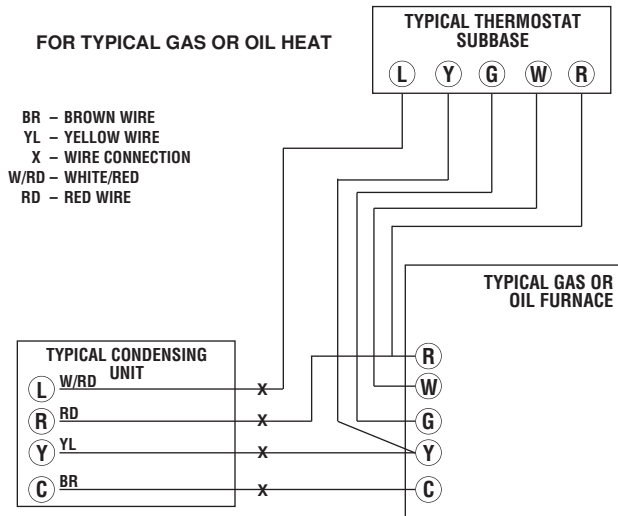 FOR TYPICAL GAS OR OIL HEAT
TYPICAL THERMOSTAT
SUBBASE
L Y G W R
BR – BROWN WIRE
YL – YELLOW WIRE
X – WIRE CONNECTION
W/RD – WHITE/RED
RD – RED WIRE
TYPICAL GAS OR
OIL FURNACE
R
W
G
Y
C
TYPICAL CONDENSING
UNIT
L W/RD X
R RD X
Y YL X
C BR X